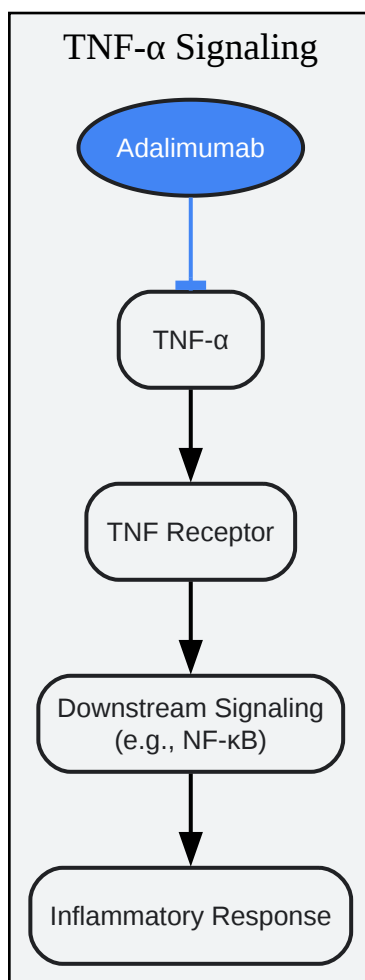 TNF-α Signaling
Adalimumab
TNF-α
TNF Receptor
Downstream Signaling
(e.g., NF-κB)
Inflammatory Response